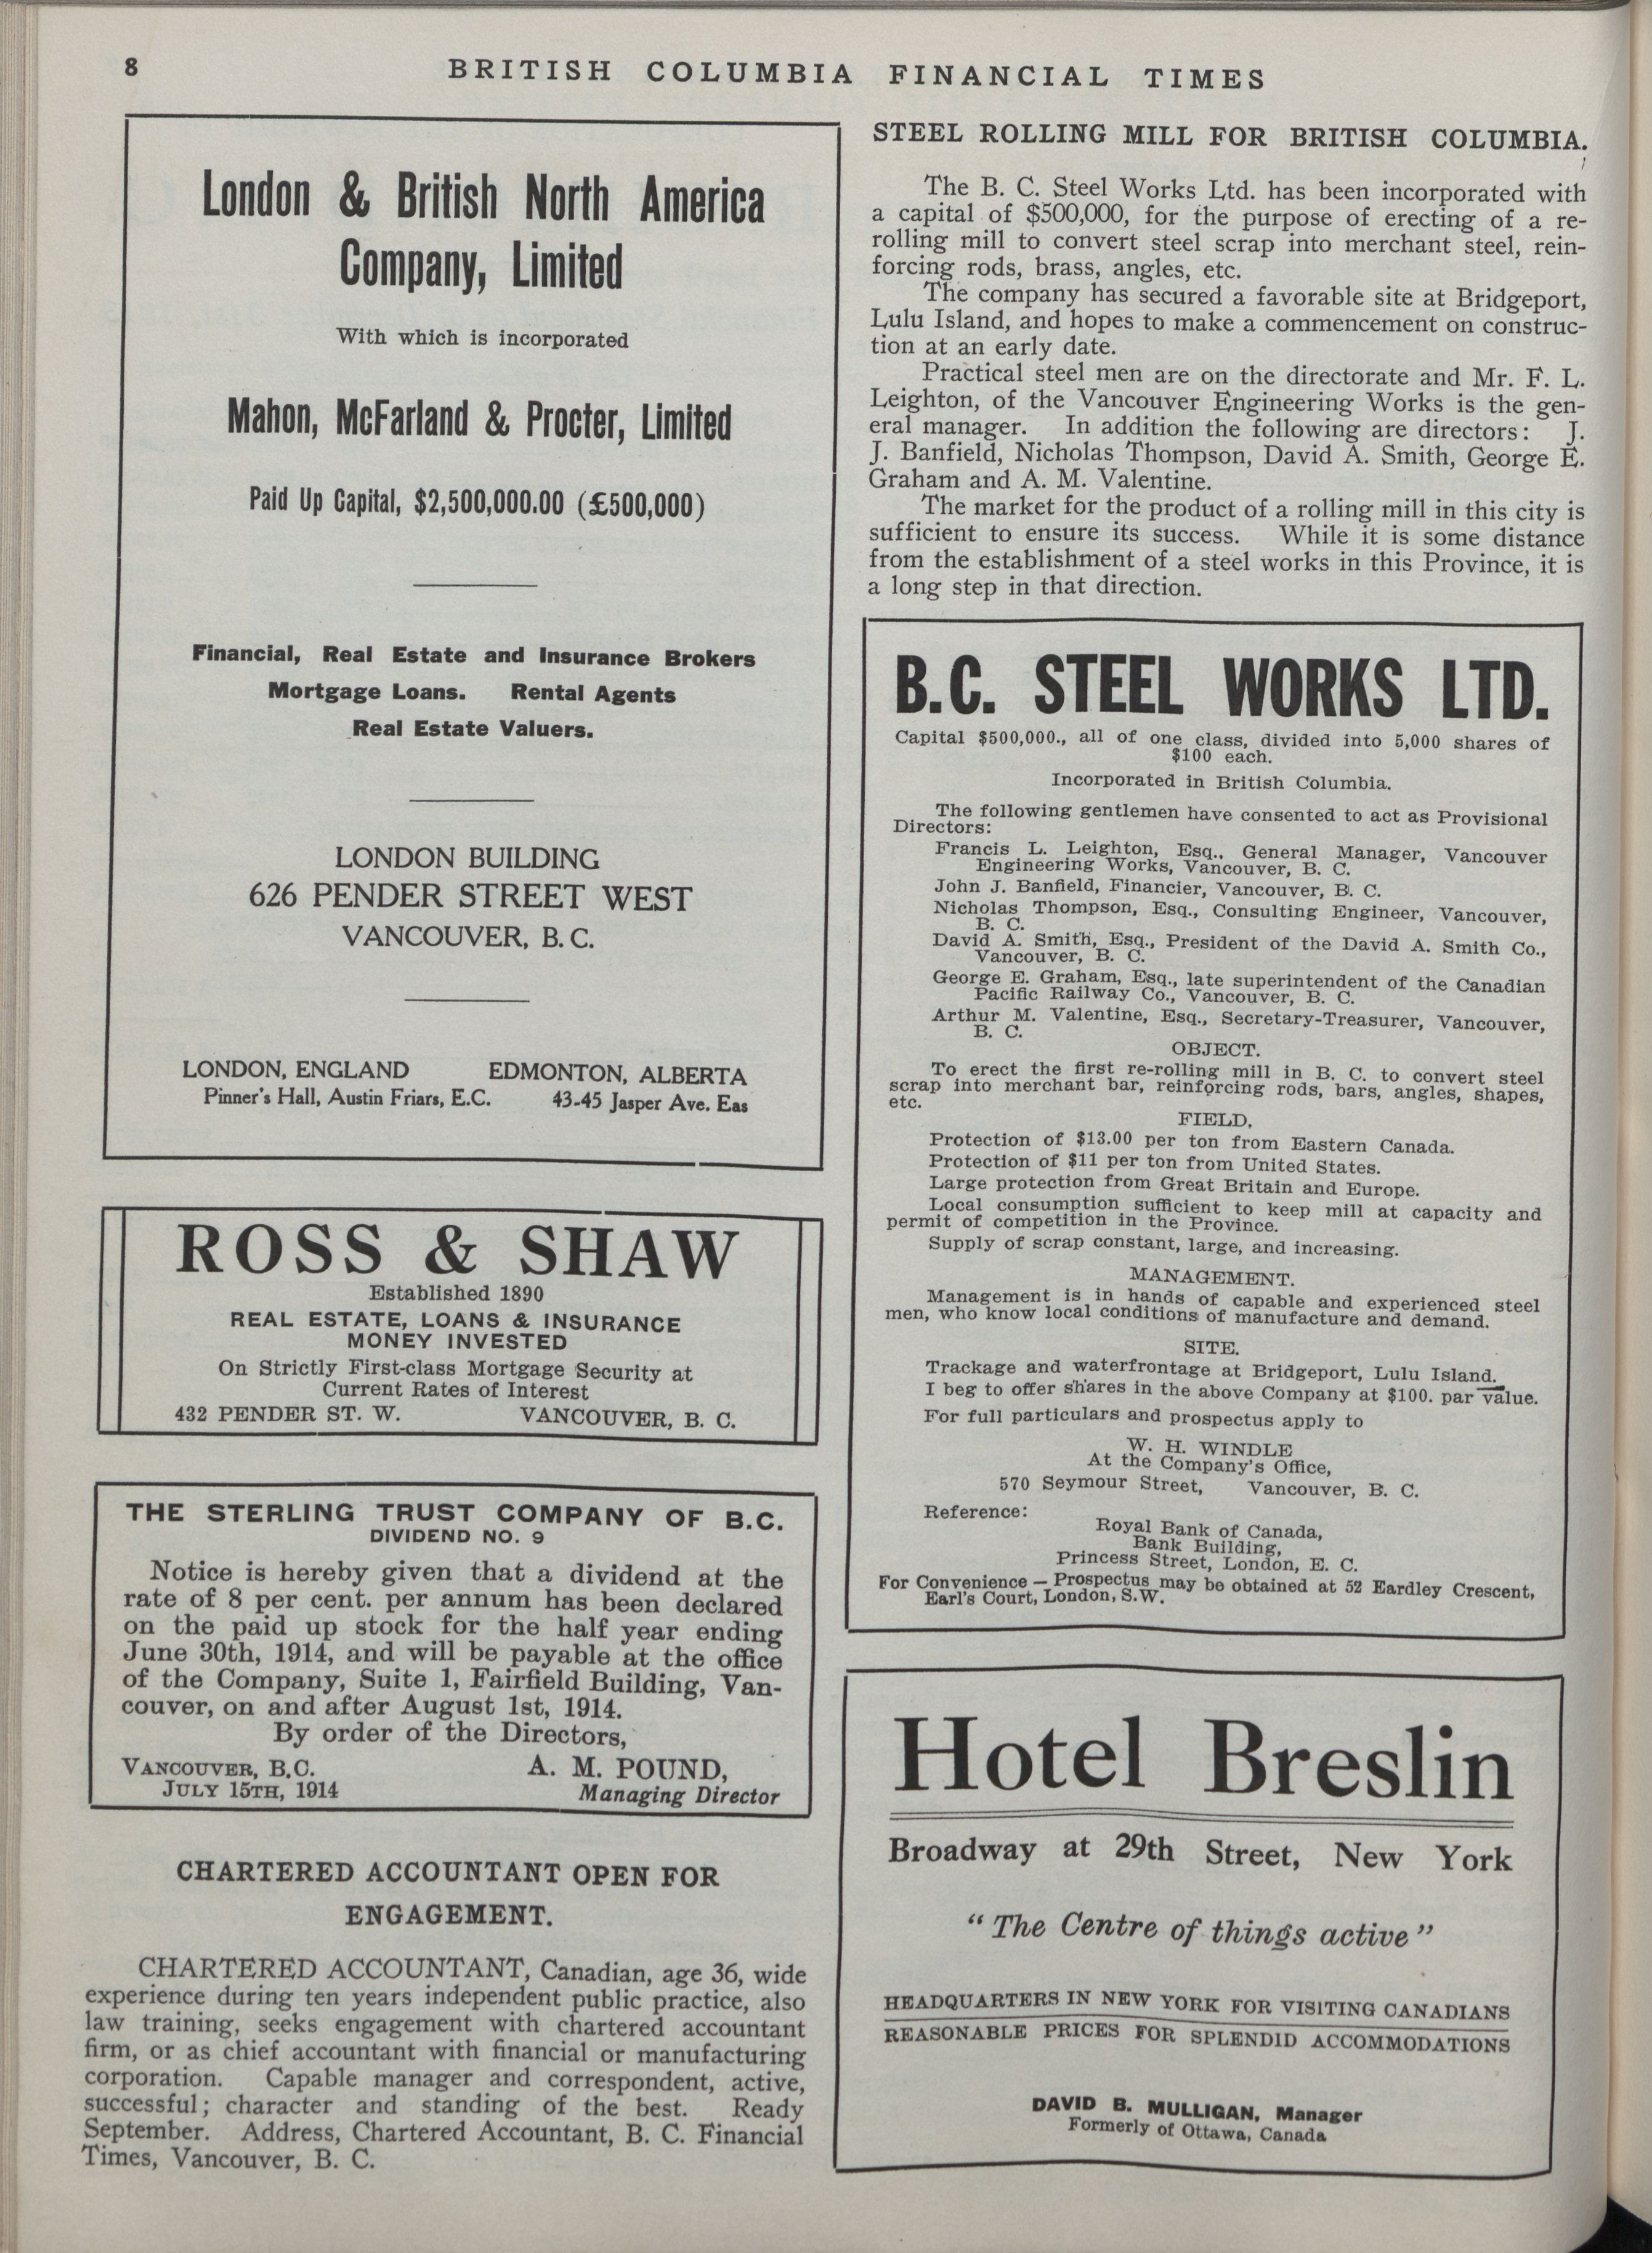 8
BRITISH COLUMBIA FINANCIAL TIMES
London & British North America
Company, Limited
With which is incorporated
Mahon, McFarland & Procter, Limited
Paid Up Capital, $2,500,000.00 (£500,000)
Financial, Real Estate and Insurance Brokers
Mortgage Loans. Rental Agents
Real Estate Valuers.
LONDON BUILDING
626 PENDER STREET WEST
VANCOUVER, B.C.
LONDON, ENGLAND EDMONTON, ALBERTA
Pinner's Hall, Austin Friars, E.C. 43-45 Jasper Ave. Eas
ROSS & SHAW
Established 1890
REAL ESTATE, LOANS & INSURANCE
MONEY INVESTED
On Strictly First-class Mortgage Security at
Current Rates of Interest
432 PENDER ST. W. VANCOUVER, B. C.
THE STERLING TRUST COMPANY OF B.C.
DIVIDEND NO. 9
Notice is hereby given that a dividend at the
rate of 8 per cent. per annum has been declared
on the paid up stock for the half year ending
June 30th, 1914, and will be payable at the office
of the Company, Suite 1, Fairfield Building, Van-
couver, on and after August 1st, 1914.
By order of the Directors,
VANCOUVER, B.C. A. M. POUND,
JULY 15TH, 1914 Managing Director
CHARTERED ACCOUNTANT OPEN FOR
ENGAGEMENT.
CHARTERED ACCOUNTANT, Canadian, age 36, wide
experience during ten years independent public practice, also
law training, seeks engagement with chartered accountant
firm, or as chief accountant with financial or manufacturing
corporation. Capable manager and correspondent, active,
successful; character and standing of the best. Ready
September. Address, Chartered Accountant, B. C. Financial
Times, Vancouver, B. C.
STEEL ROLLING MILL FOR BRITISH COLUMBIA.
The B. C. Steel Works Ltd. has been incorporated with
a capital of $500,000, for the purpose of erecting of a re-
rolling mill to convert steel scrap into merchant steel, rein-
forcing rods, brass, angles, etc.
The company has secured a favorable site at Bridgeport,
Lulu Island, and hopes to make a commencement on construc-
tion at an early date.
Practical steel men are on the directorate and Mr. F. L.
Leighton, of the Vancouver Engineering Works is the gen-
eral manager. In addition the following are directors: J.
J. Banfield, Nicholas Thompson, David A. Smith, George E.
Graham and A. M. Valentine.
The market for the product of a rolling mill in this city is
sufficient to ensure its success. While it is some distance
from the establishment of a steel works in this Province, it is
a long step in that direction.
B.C. STEEL WORKS LTD.
Capital $500,000., all of one class, divided into 5,000 shares of
$100 each.
Incorporated in British Columbia.
The following gentlemen have consented to act as Provisional
Directors:
Francis L. Leighton, Esq., General Manager, Vancouver
Engineering Works, Vancouver, B. C.
John J. Banfield, Financier, Vancouver, B. C.
Nicholas Thompson, Esq., Consulting Engineer, Vancouver,
B. C.
David A. Smith, Esq., President of the David A. Smith Co.,
Vancouver, B. C.
George E. Graham, Esq., late superintendent of the Canadian
Pacific Railway Co., Vancouver, B. C.
Arthur M. Valentine, Esq., Secretary-Treasurer, Vancouver,
B. C.
OBJECT.
To erect the first re-rolling mill in B. C. to convert steel
scrap into merchant bar, reinforcing rods, bars, angles, shapes,
etc.
FIELD.
Protection of $13.00 per ton from Eastern Canada.
Protection of $11 per ton from United States.
Large protection from Great Britain and Europe.
Local consumption sufficient to keep mill at capacity and
permit of competition in the Province.
Supply of scrap constant, large, and increasing.
MANAGEMENT.
Management is in hands of capable and experienced steel
men, who know local conditions of manufacture and demand.
SITE.
Trackage and waterfrontage at Bridgeport, Lulu Island.
I beg to offer shares in the above Company at $100. par value.
For full particulars and prospectus apply to
W. H. WINDLE
At the Company's Office,
570 Seymour Street, Vancouver, B. C.
Reference:
Royal Bank of Canada,
Bank Building,
Princess Street, London, E. C.
For Convenience — Prospectus may be obtained at 52 Eardley Crescent,
Earl's Court, London, S.W.
Hotel Breslin
Broadway at 29th Street, New York
"The Centre of things active"
HEADQUARTERS IN NEW YORK FOR VISITING CANADIANS
REASONABLE PRICES FOR SPLENDID ACCOMMODATIONS
DAVID B. MULLIGAN, Manager
Formerly of Ottawa, Canada